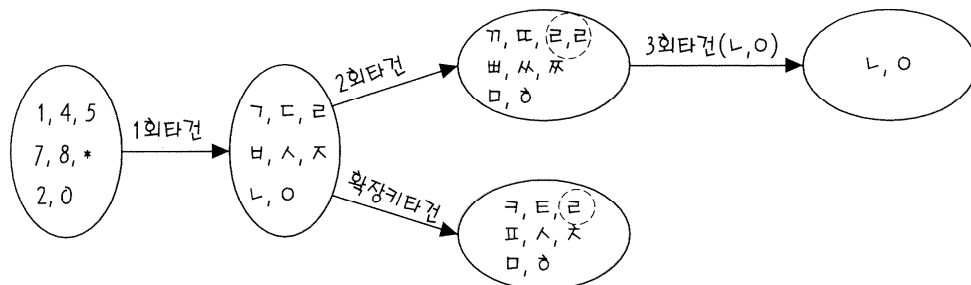 1, 4, 5
7, 8, *
2, 0
1회타건
ㄱ, ㄷ, ㄹ
ㅂ, ㅅ, ㅈ
ㄴ, ㅇ
2회타건
ㄲ, ㄸ, ㄹ,ㄹ
ㅃ, ㅆ, ㅉ
ㅁ, ㅎ
3회타건(ㄴ,ㅇ)
ㄴ, ㅇ
확장키타건
ㅋ, ㅌ, ㄹ
ㅍ, ㅅ, ㅊ
ㅁ, ㅎ